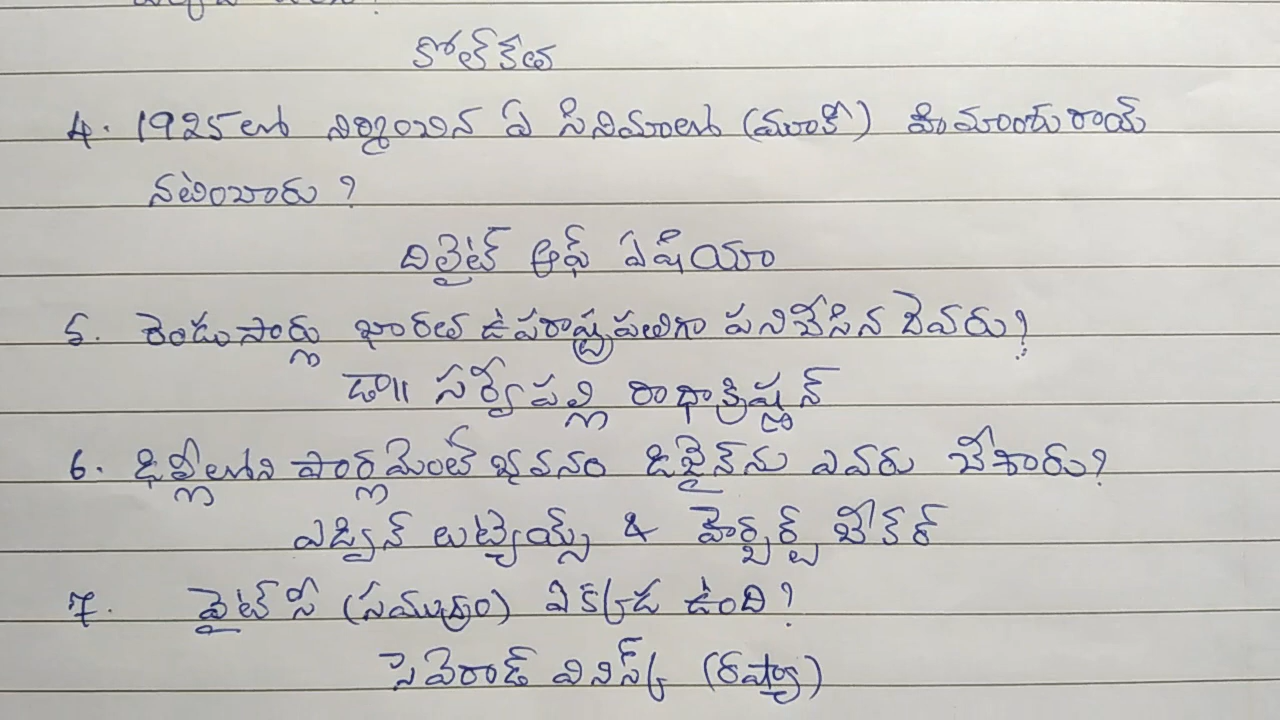 కోల్‌కత
4. 1925లో నిర్మించిన ఏ సినిమాలో (మూకీ) హిమాంశురాయ్
నటించారు?
ది లైట్ ఆఫ్ ఏషియా
5. రెండుసార్లు భారత ఉపరాష్ట్రపతిగా పనిచేసిన దెవరు?
డా॥ సర్వేపల్లి రాధాక్రిష్ణన్
6. ఢిల్లీలోని పార్లమెంట్ భవనం డిజైన్‌ను ఎవరు చేశారు?
ఎడ్విన్ లుట్యెయ్న్స్ & హెర్బర్ట్ బేకర్
7. వైట్ సీ (సముద్రం) ఎక్కడ ఉంది?
సెవెరోడ్ వినిస్క్ (రష్యా)